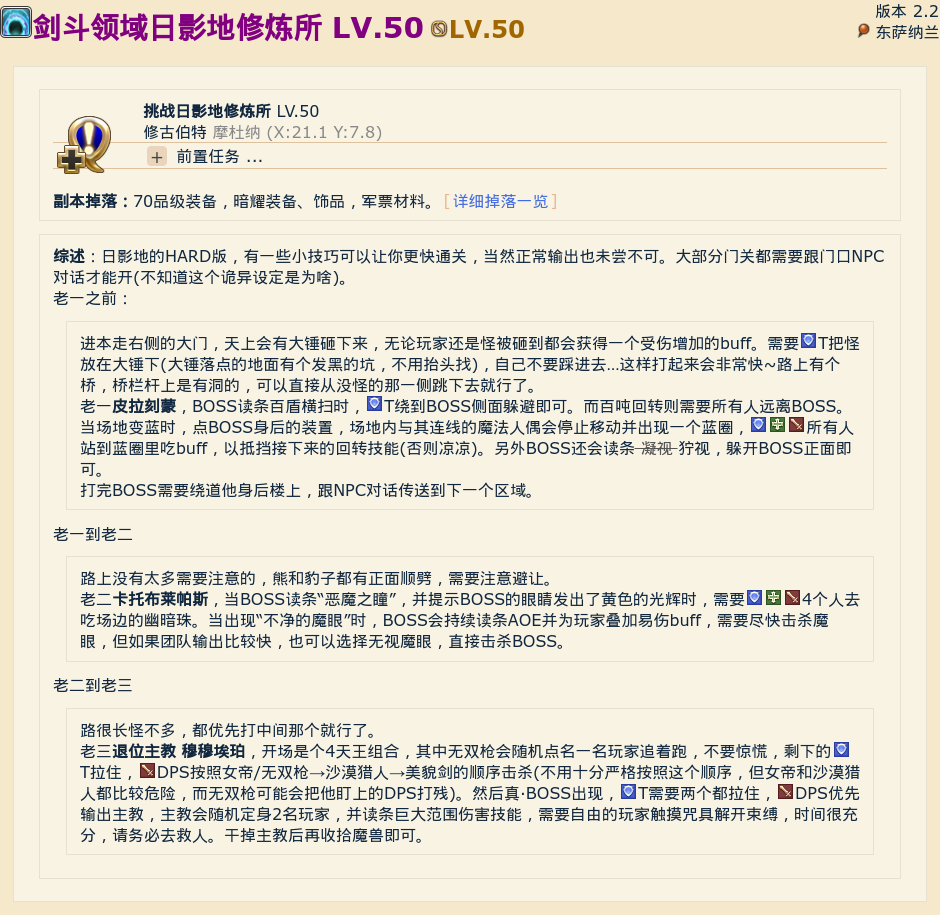 剑斗领域日影地修炼所 LV.50 LV.50
版本 2.2
东萨纳兰
挑战日影地修炼所 LV.50
修古伯特 摩杜纳 (X:21.1 Y:7.8)
+ 前置任务 ...
副本掉落：70品级装备，暗耀装备、饰品，军票材料。 [ 详细掉落一览 ]
综述：日影地的HARD版，有一些小技巧可以让你更快通关，当然正常输出也未尝不可。大部分门关都需要跟门口NPC
对话才能开(不知道这个诡异设定是为啥)。
老一之前：
进本走右侧的大门，天上会有大锤砸下来，无论玩家还是怪被砸到都会获得一个受伤增加的buff。需要T把怪
放在大锤下(大锤落点的地面有个发黑的坑，不用抬头找)，自己不要踩进去...这样打起来会非常快~路上有个
桥，桥栏杆上是有洞的，可以直接从没怪的那一侧跳下去就行了。
老一皮拉刻蒙，BOSS读条百盾横扫时，T绕到BOSS侧面躲避即可。而百吨回转则需要所有人远离BOSS。
当场地变蓝时，点BOSS身后的装置，场地内与其连线的魔法人偶会停止移动并出现一个蓝圈，所有人
站到蓝圈里吃buff，以抵挡接下来的回转技能(否则凉凉)。另外BOSS还会读条 凝视 狞视，躲开BOSS正面即
可。
打完BOSS需要绕道他身后楼上，跟NPC对话传送到下一个区域。
老一到老二
路上没有太多需要注意的，熊和豹子都有正面顺劈，需要注意避让。
老二卡托布莱帕斯，当BOSS读条“恶魔之瞳”，并提示BOSS的眼睛发出了黄色的光辉时，需要4个人去
吃场边的幽暗珠。当出现“不净的魔眼”时，BOSS会持续读条AOE并为玩家叠加易伤buff，需要尽快击杀魔
眼，但如果团队输出比较快，也可以选择无视魔眼，直接击杀BOSS。
老二到老三
路很长怪不多，都优先打中间那个就行了。
老三退位主教 穆穆埃珀，开场是个4天王组合，其中无双枪会随机点名一名玩家追着跑，不要惊慌，剩下的
T拉住，DPS按照女帝/无双枪→沙漠猎人→美貌剑的顺序击杀(不用十分严格按照这个顺序，但女帝和沙漠猎
人都比较危险，而无双枪可能会把他盯上的DPS打残)。然后真·BOSS出现，T需要两个都拉住，DPS优先
输出主教，主教会随机定身2名玩家，并读条巨大范围伤害技能，需要自由的玩家触摸咒具解开束缚，时间很充
分，请务必去救人。干掉主教后再收拾魔兽即可。